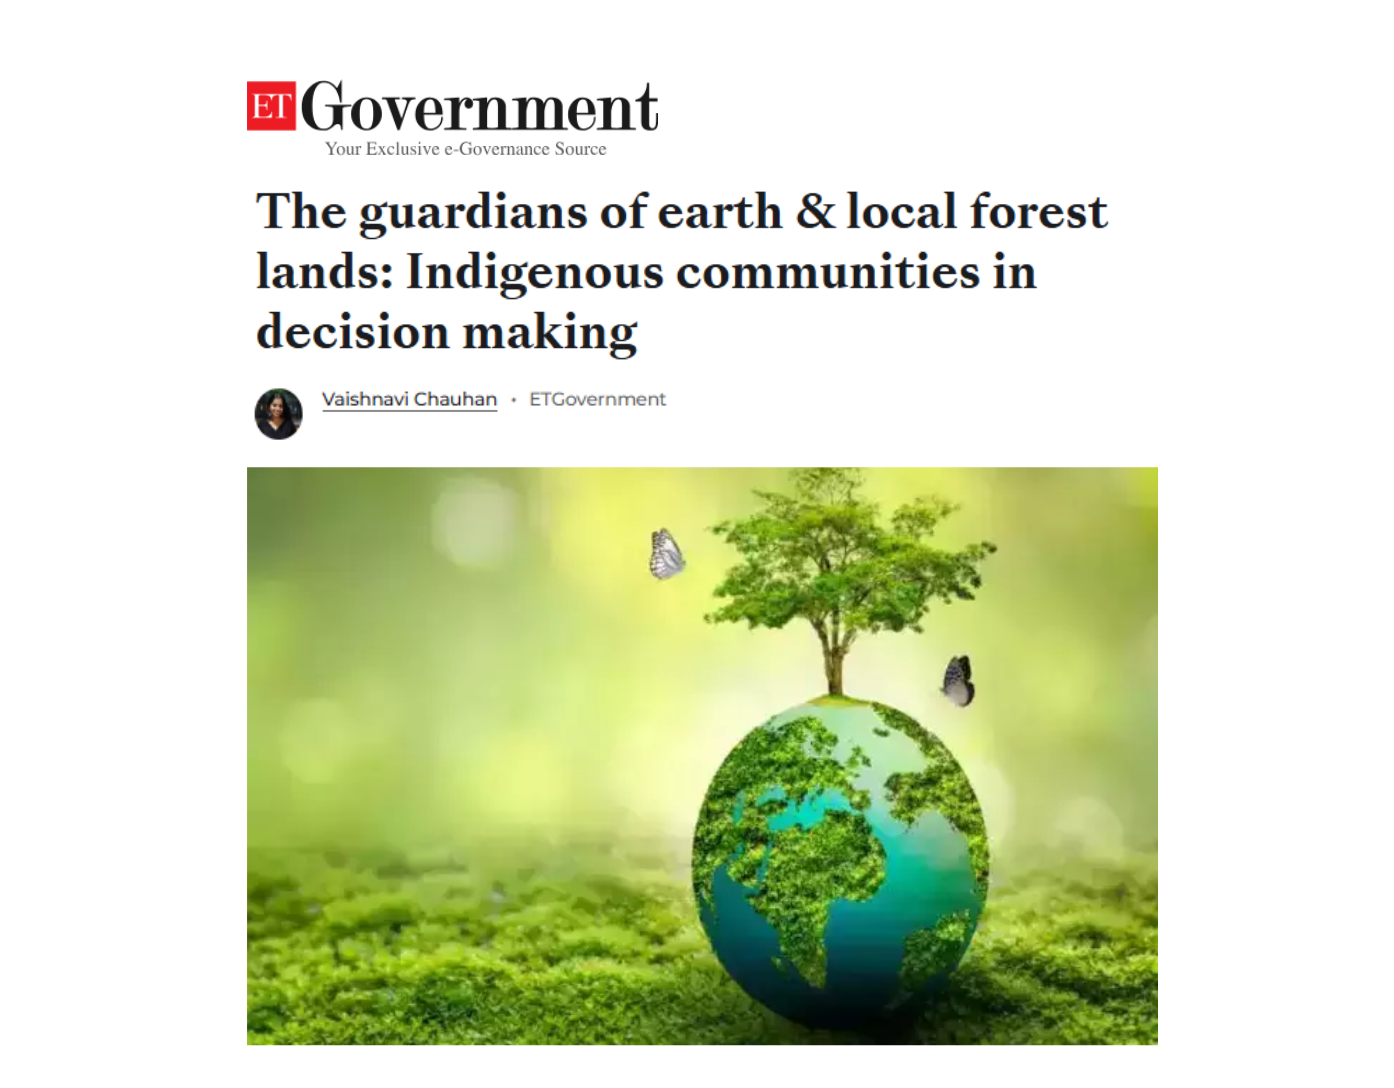 ET Government
Your Exclusive e-Governance Source
The guardians of earth & local forest
lands: Indigenous communities in
decision making
Vaishnavi Chauhan • ETGovernment